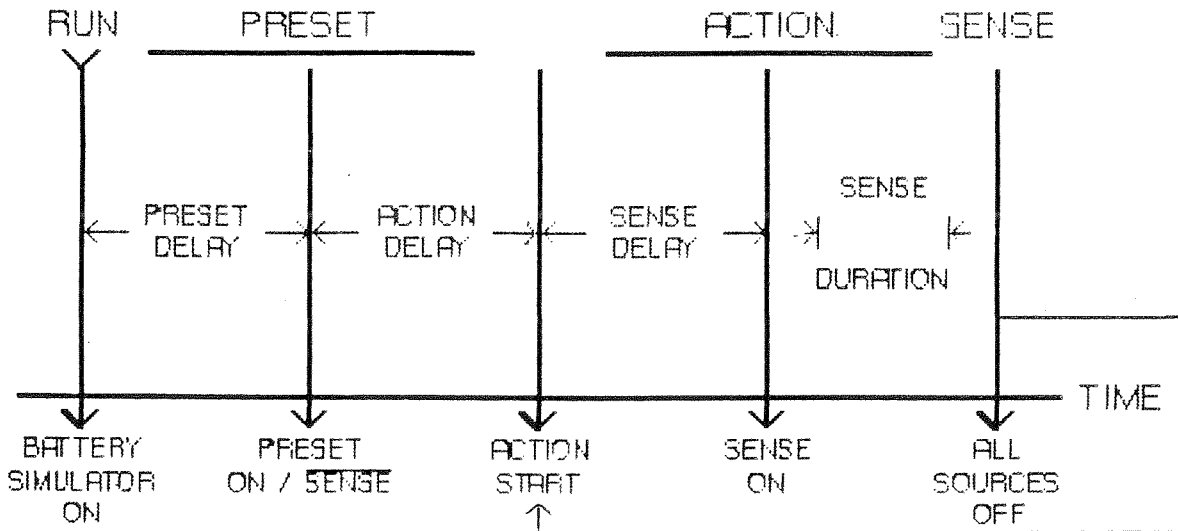 RUN PRESET ACTION SENSE
PRESET DELAY
ACTION DELAY
SENSE DELAY
SENSE DURATION
TIME
BATTERY SIMULATOR ON
PRESET ON / SENSE
ACTION START
SENSE ON
ALL SOURCES OFF